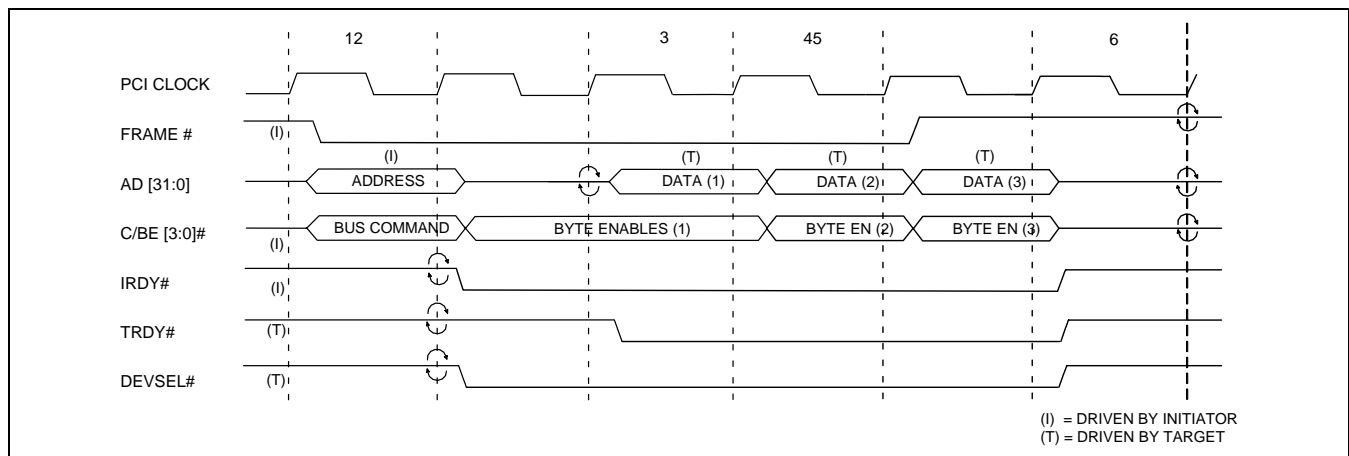 12 3 45 6
PCI CLOCK
FRAME # (I)
(I) (T) (T) (T)
AD [31:0] ADDRESS DATA (1) DATA (2) DATA (3)
C/BE [3:0]# (I) BUS COMMAND BYTE ENABLES (1) BYTE EN (2) BYTE EN (3)
IRDY# (I)
TRDY# (T)
DEVSEL# (T)
(I) = DRIVEN BY INITIATOR
(T) = DRIVEN BY TARGET